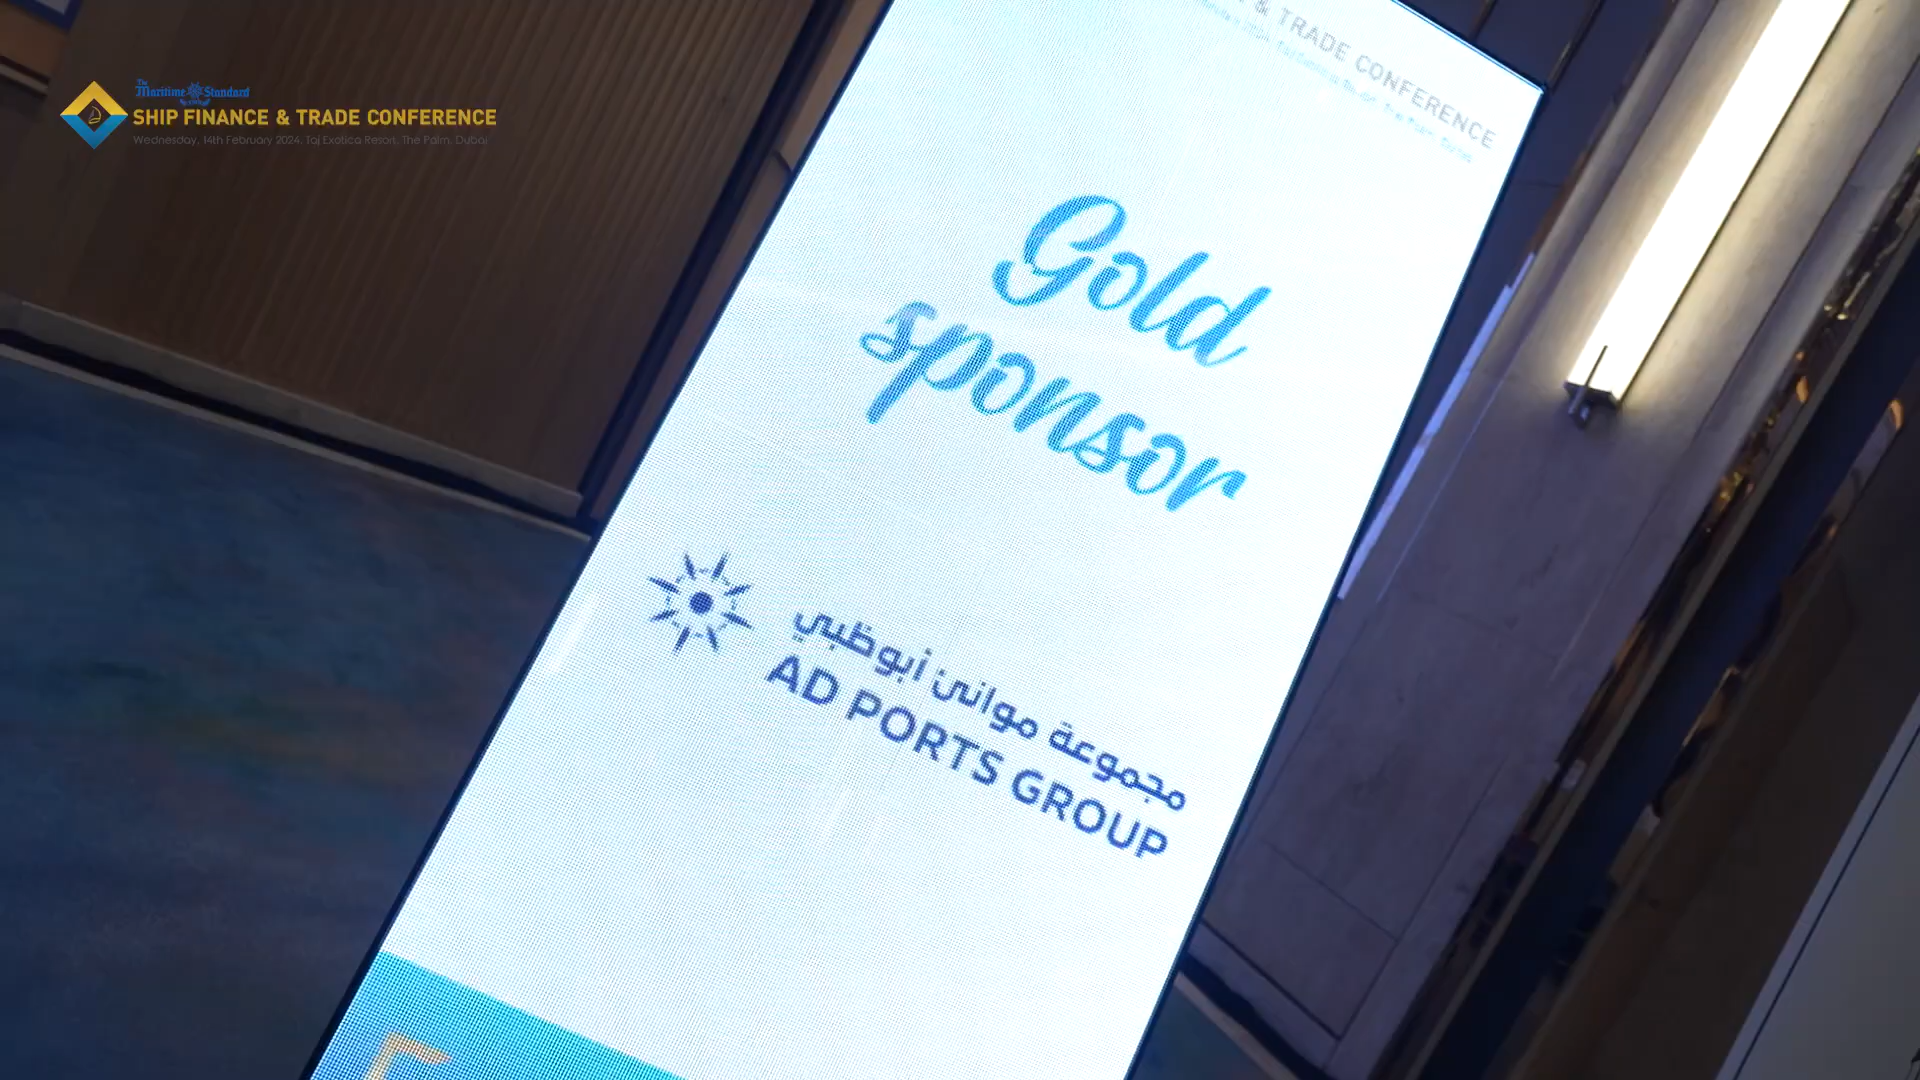 The
Maritime Standard
SHIP FINANCE & TRADE CONFERENCE
Wednesday, 14th February 2024, Taj Exotica Resort, The Palm, Dubai
& TRADE CONFERENCE
Gold
sponsor
مجموعة موانئ أبوظبي
AD PORTS GROUP